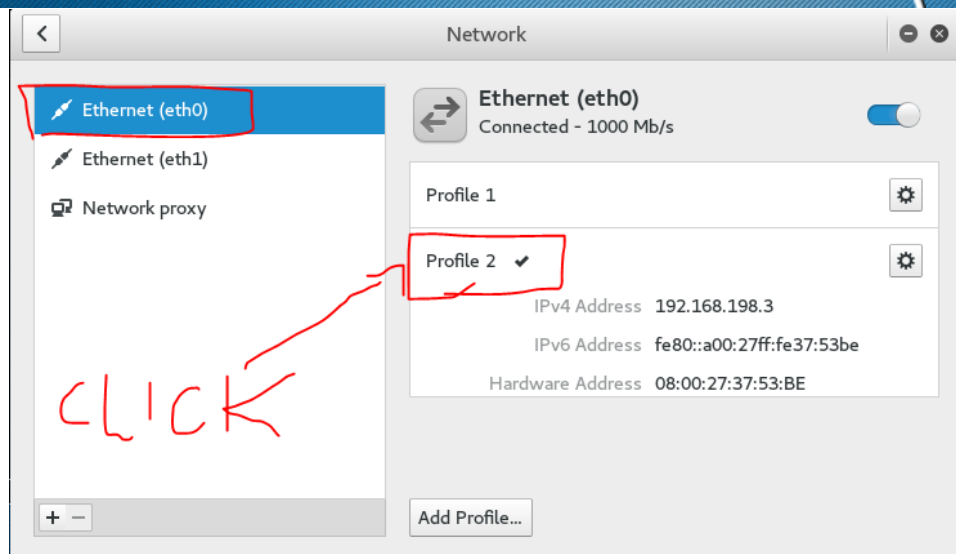 Network
Ethernet (eth0)
Ethernet (eth1)
Network proxy
Ethernet (eth0)
Connected - 1000 Mb/s
Profile 1
Profile 2
IPv4 Address 192.168.198.3
IPv6 Address fe80::a00:27ff:fe37:53be
Hardware Address 08:00:27:37:53:BE
CLICK
Add Profile...